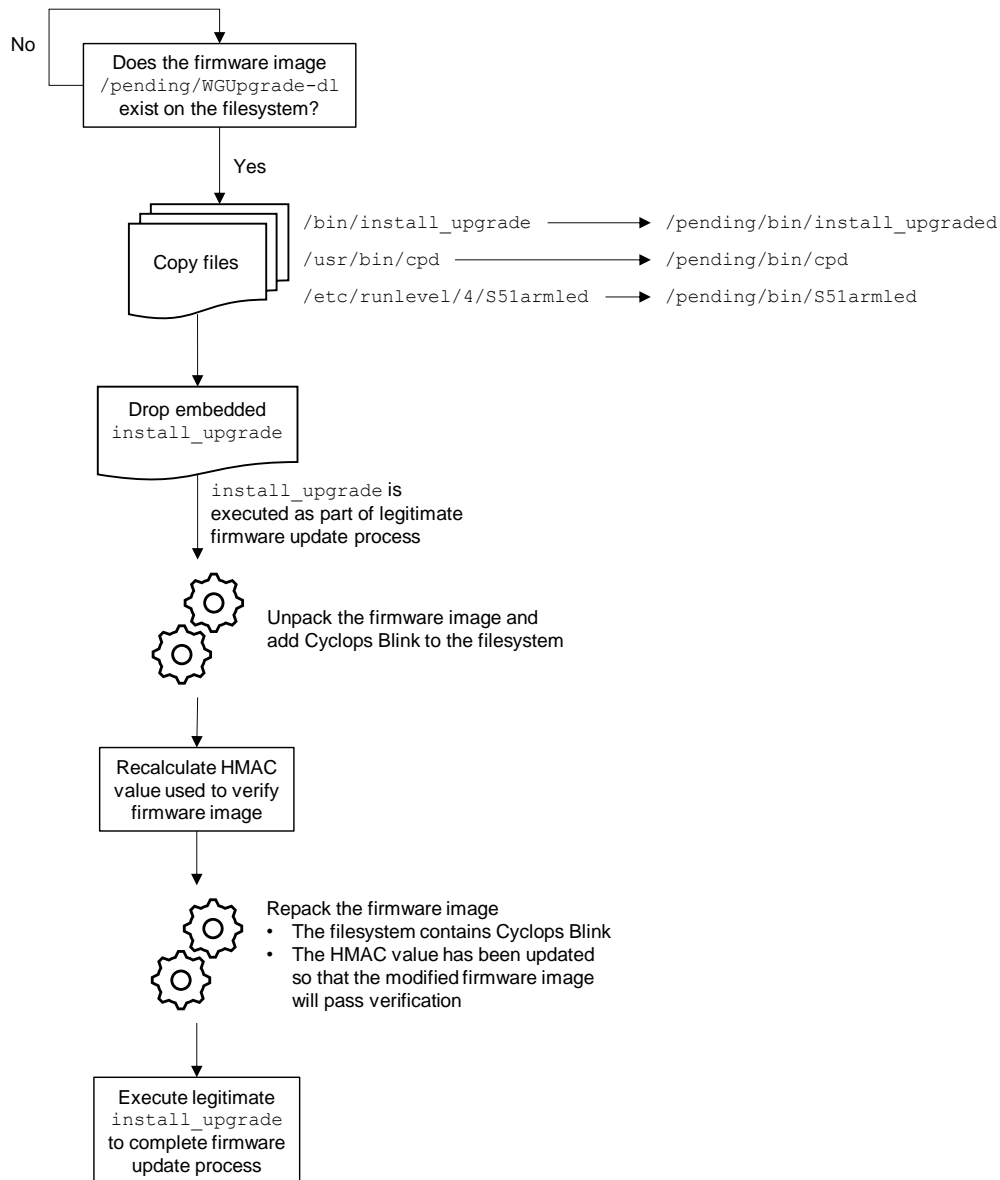 No
Does the firmware image
/pending/WGUpgrade-dl
exist on the filesystem?
Yes
Copy files
/bin/install_upgrade
/pending/bin/install_upgraded
/usr/bin/cpd
/pending/bin/cpd
/etc/runlevel/4/S51armled
/pending/bin/S51armled
Drop embedded
install_upgrade
install_upgrade is
executed as part of legitimate
firmware update process
Unpack the firmware image and
add Cyclops Blink to the filesystem
Recalculate HMAC
value used to verify
firmware image
Repack the firmware image
• The filesystem contains Cyclops Blink
• The HMAC value has been updated
so that the modified firmware image
will pass verification
Execute legitimate
install_upgrade
to complete firmware
update process